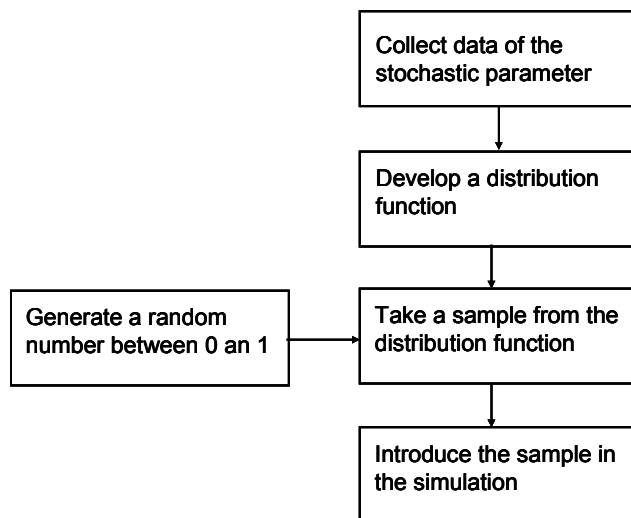 Collect data of the
stochastic parameter
Develop a distribution
function
Generate a random
number between 0 an 1
Take a sample from the
distribution function
Introduce the sample in
the simulation